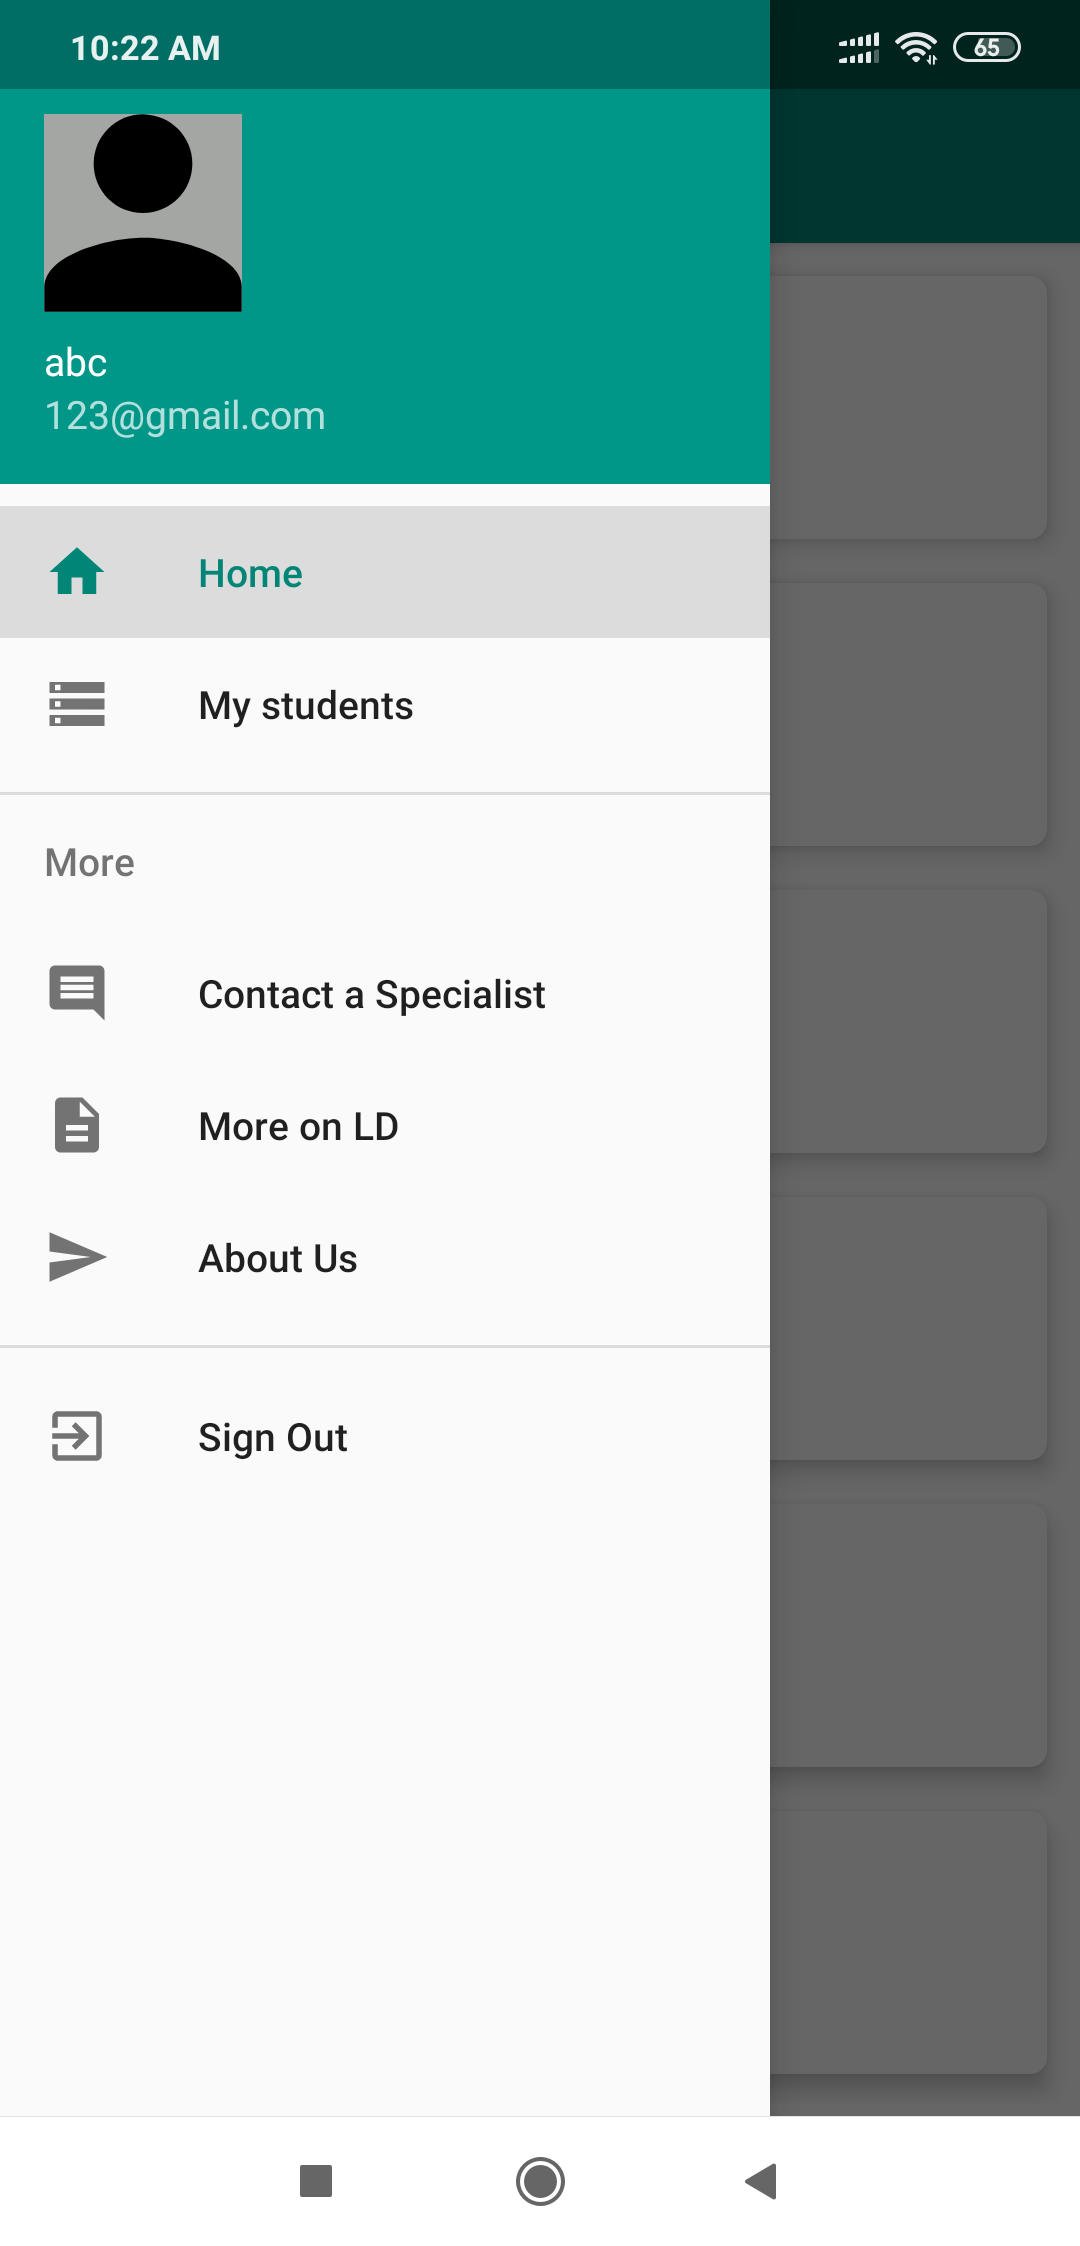 10:22 AM
65
abc
123@gmail.com
Home
My students
More
Contact a Specialist
More on LD
About Us
Sign Out